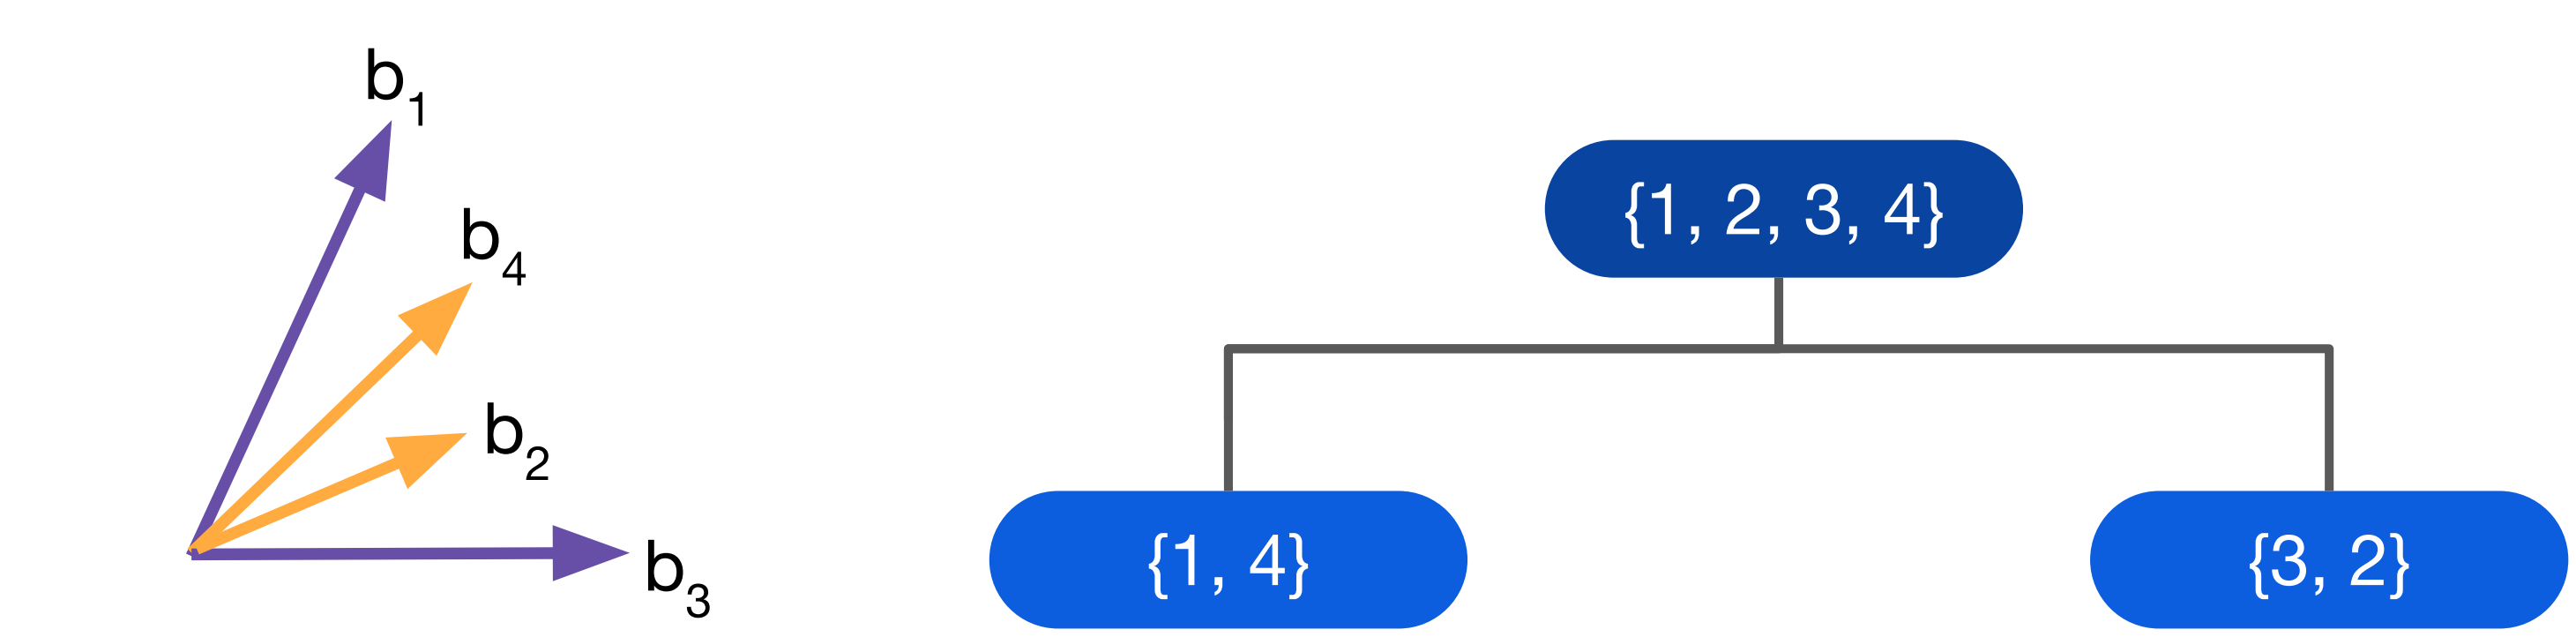 b₁
b₄
b₂
b₃
{1, 2, 3, 4}
{1, 4}
{3, 2}